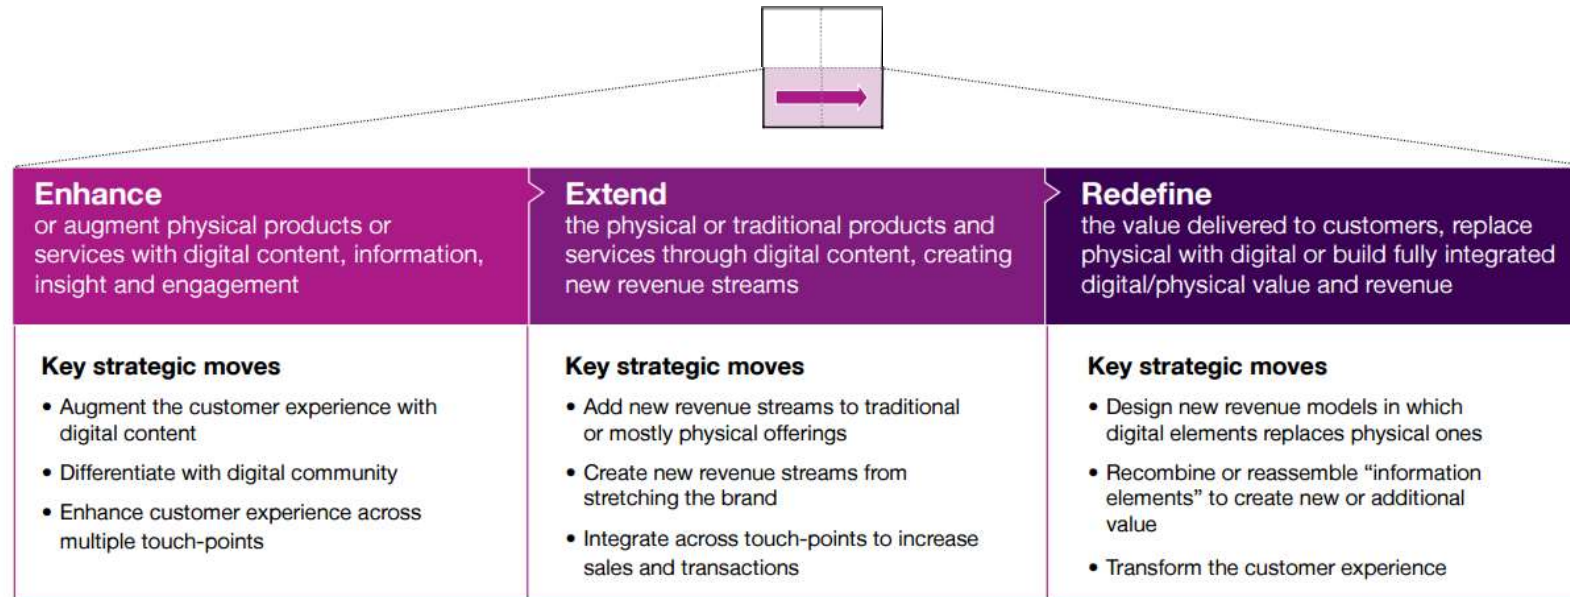 Enhance
or augment physical products or
services with digital content, information,
insight and engagement
Extend
the physical or traditional products and
services through digital content, creating
new revenue streams
Redefine
the value delivered to customers, replace
physical with digital or build fully integrated
digital/physical value and revenue
Key strategic moves
• Augment the customer experience with
digital content
• Differentiate with digital community
• Enhance customer experience across
multiple touch-points
Key strategic moves
• Add new revenue streams to traditional
or mostly physical offerings
• Create new revenue streams from
stretching the brand
• Integrate across touch-points to increase
sales and transactions
Key strategic moves
• Design new revenue models in which
digital elements replaces physical ones
• Recombine or reassemble “information
elements” to create new or additional
value
• Transform the customer experience